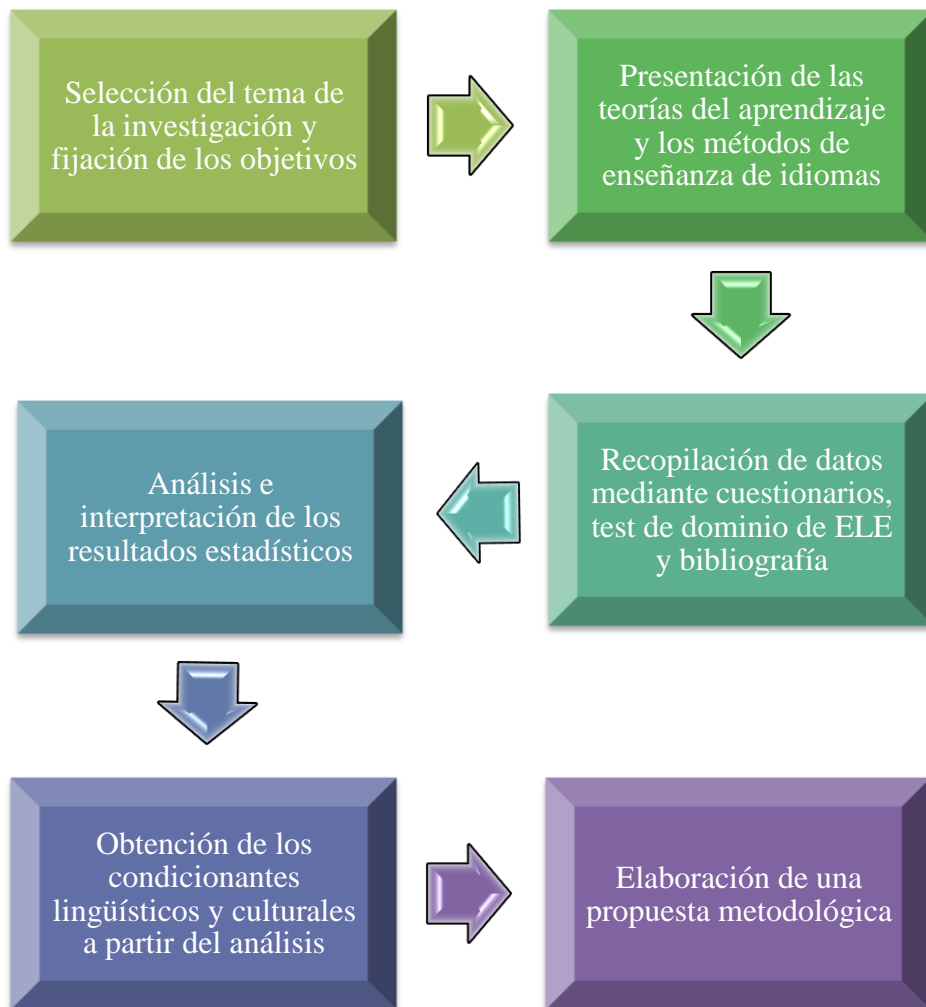 Selección del tema de
la investigación y
fijación de los objetivos
Presentación de las
teorías del aprendizaje
y los métodos de
enseñanza de idiomas
Recopilación de datos
mediante cuestionarios,
test de dominio de ELE
y bibliografía
Análisis e
interpretación de los
resultados estadísticos
Obtención de los
condicionantes
lingüísticos y culturales
a partir del análisis
Elaboración de una
propuesta metodológica